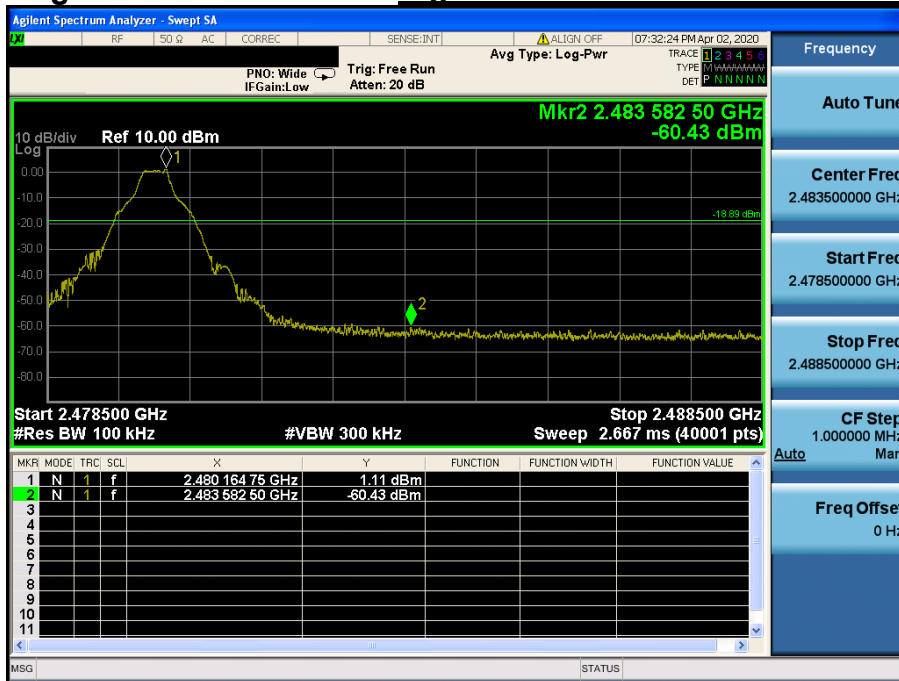 Agilent Spectrum Analyzer - Swept SA
LXI RF 50 Ω AC CORREC SENSE:INT ALIGN OFF 07:32:24 PM Apr 02, 2020
Avg Type: Log-Pwr TRACE 1 2 3 4 5 6
PNO: Wide Trig: Free Run TYPE M WWWWW
IFGain:Low Atten: 20 dB DET P N N N N N
Mkr2 2.483 582 50 GHz
-60.43 dBm
10 dB/div Ref 10.00 dBm
Log
1
0.00
-10.0
-18.89 dBm
-20.0
-30.0
-40.0
-50.0
2
-60.0
-70.0
-80.0
Start 2.478500 GHz Stop 2.488500 GHz
#Res BW 100 kHz #VBW 300 kHz Sweep 2.667 ms (40001 pts)
MKR MODE TRC SCL X Y FUNCTION FUNCTION WIDTH FUNCTION VALUE
1 N 1 f 2.480 164 75 GHz 1.11 dBm
2 N 1 f 2.483 582 50 GHz -60.43 dBm
3
4
5
6
7
8
9
10
11
MSG STATUS
Frequency
Auto Tune
Center Freq
2.483500000 GHz
Start Freq
2.478500000 GHz
Stop Freq
2.488500000 GHz
CF Step
1.000000 MHz
Auto Man
Freq Offset
0 Hz